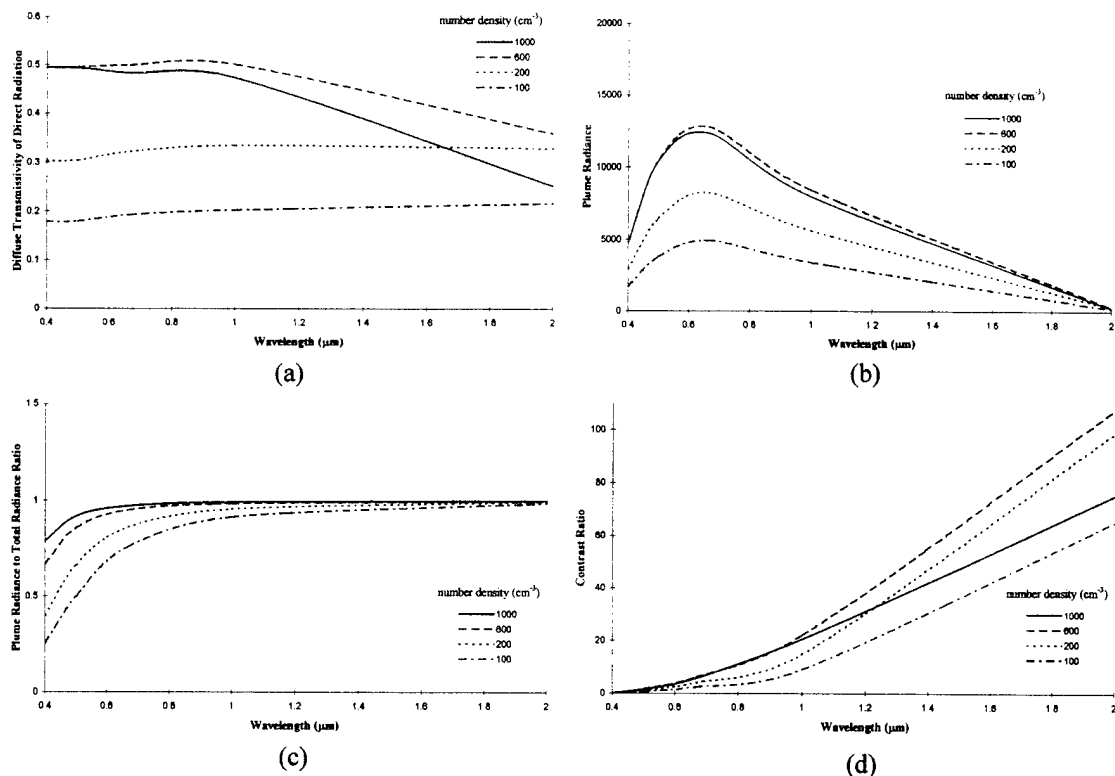 Diffuse Transmissivity of Direct Radiation
0.6
0.5
0.4
0.3
0.2
0.1
0
0.4 0.6 0.8 1 1.2 1.4 1.6 1.8 2
Wavelength (µm)
number density (cm-3)
1000
600
200
100
(a)
Plume Radiance
20000
15000
10000
5000
0
0.4 0.6 0.8 1 1.2 1.4 1.6 1.8 2
Wavelength (µm)
number density (cm-3)
1000
600
200
100
(b)
Plume Radiance to Total Radiance Ratio
1 5
1
0.5
0
0.4 0.6 0.8 1 1.2 1.4 1.6 1.8 2
Wavelength (µm)
number density (cm-3)
1000
600
200
100
(c)
Contrast Ratio
100
80
60
40
20
0
0.4 0.6 0.8 1 1.2 1.4 1.6 1.8 2
Wavelength (µm)
number density (cm-3)
1000
600
200
100
(d)